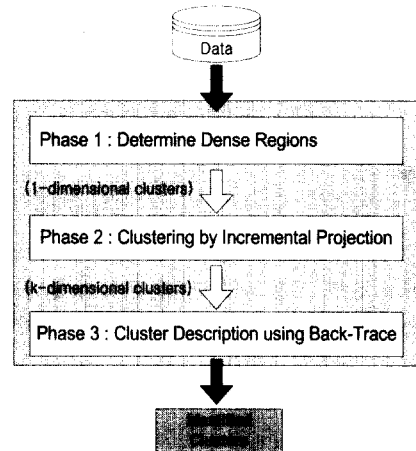 Data
Phase 1 : Determine Dense Regions
(1-dimensional clusters)
Phase 2 : Clustering by Incremental Projection
(k-dimensional clusters)
Phase 3 : Cluster Description using Back-Trace